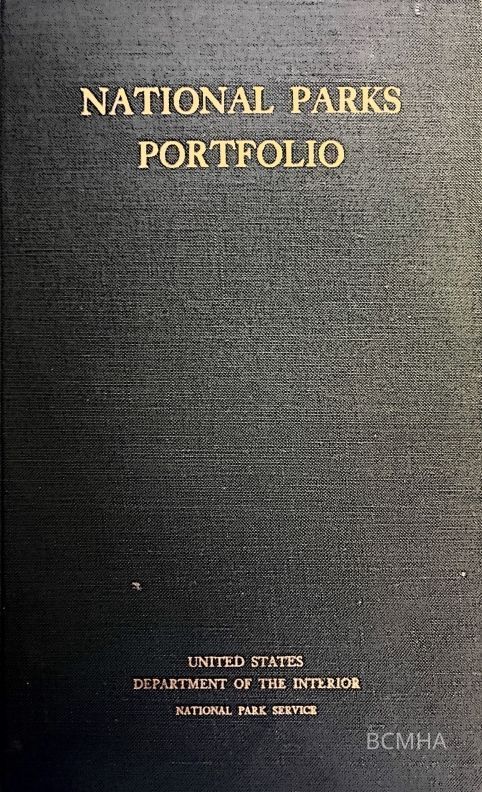 NATIONAL PARKS
PORTFOLIO
UNITED STATES
DEPARTMENT OF THE INTERIOR
NATIONAL PARK SERVICE
BCMHA